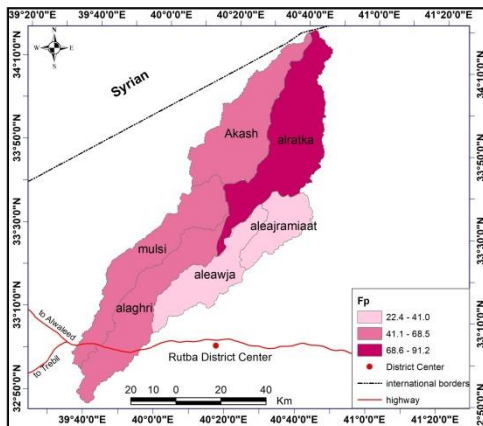 39°20'0"E 39°40'0"E 40°0'0"E 40°20'0"E 40°40'0"E 41°0'0"E 41°20'0"E
34°10'0"N
33°50'0"N
33°30'0"N
33°10'0"N
32°50'0"N
N
W E
S
Syrian
Akash
alratka
aleajramiaat
mulsi
aleawja
alaghri
to Alwaleed
to Trebil
Rutba District Center
20 10 0 20 40
Km
Fp
22.4 - 41.0
41.1 - 68.5
68.6 - 91.2
District Center
international borders
highway
34°10'0"N
33°50'0"N
33°30'0"N
33°10'0"N
2°50'0"N
39°40'0"E 40°0'0"E 40°20'0"E 40°40'0"E 41°0'0"E 41°20'0"E